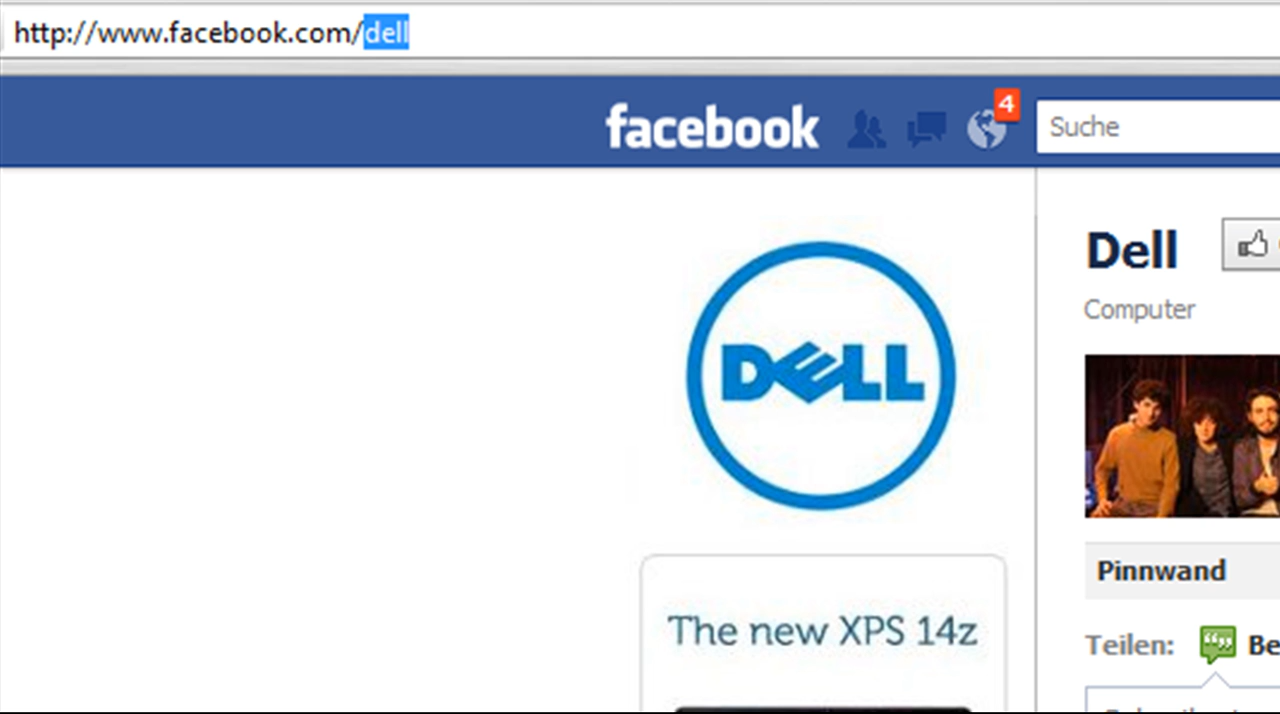 http://www.facebook.com/dell
facebook
4
Suche
DELL
Dell
Computer
Pinnwand
Teilen:
The new XPS 14z